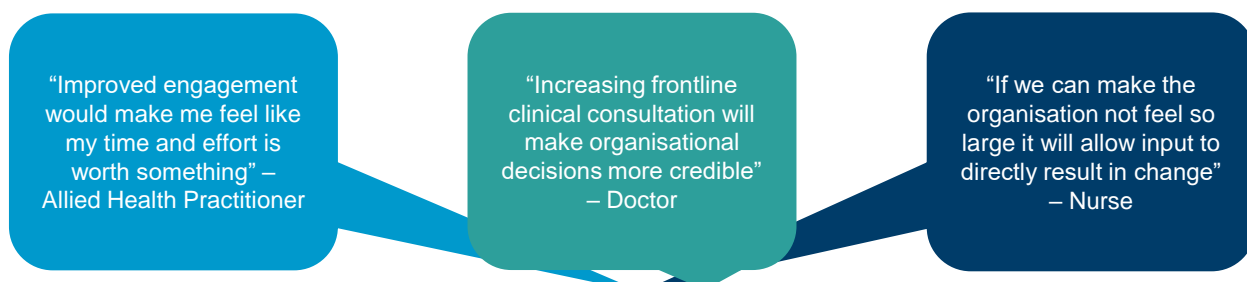 “Improved engagement
would make me feel like
my time and effort is
worth something” –
Allied Health Practitioner
“Increasing frontline
clinical consultation will
make organisational
decisions more credible”
– Doctor
“If we can make the
organisation not feel so
large it will allow input to
directly result in change”
– Nurse